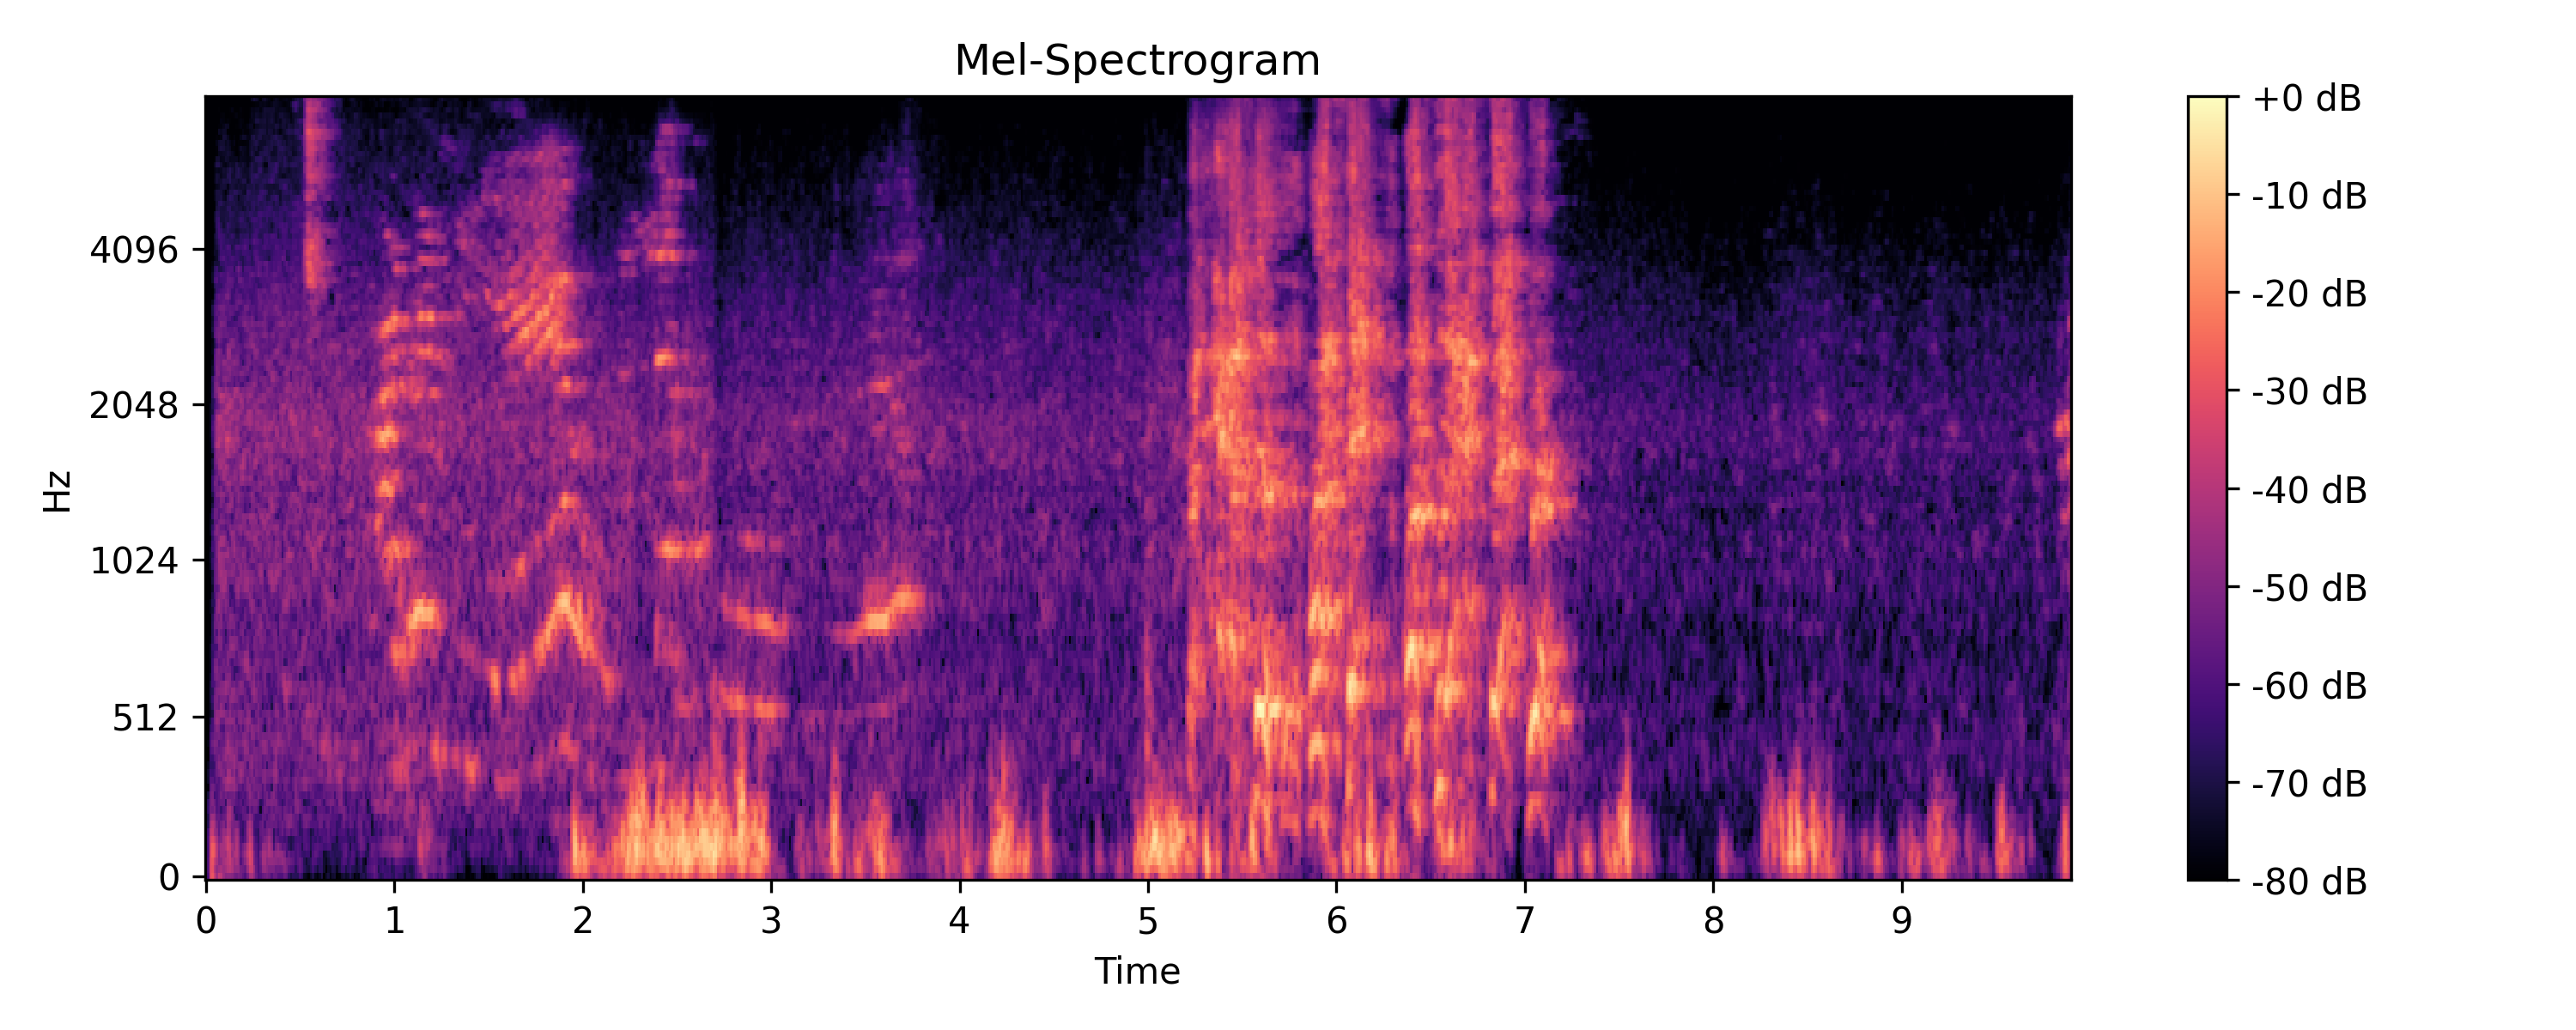 Mel-Spectrogram
+0 dB
-10 dB
-20 dB
-30 dB
-40 dB
-50 dB
-60 dB
-70 dB
-80 dB
Hz
4096
2048
1024
512
0
0 1 2 3 4 5 6 7 8 9
Time